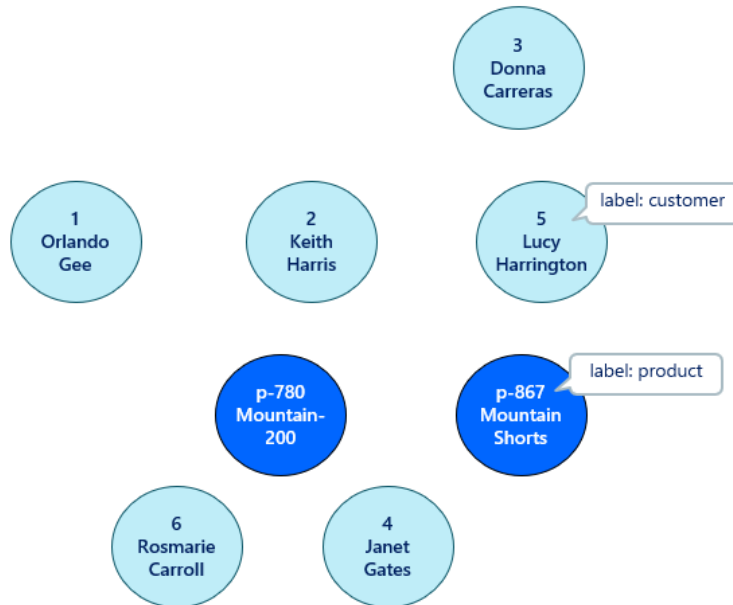 3
Donna
Carreras
1
Orlando
Gee
2
Keith
Harris
5
Lucy
Harrington
label: customer
p-780
Mountain-
200
p-867
Mountain
Shorts
label: product
6
Rosmarie
Carroll
4
Janet
Gates